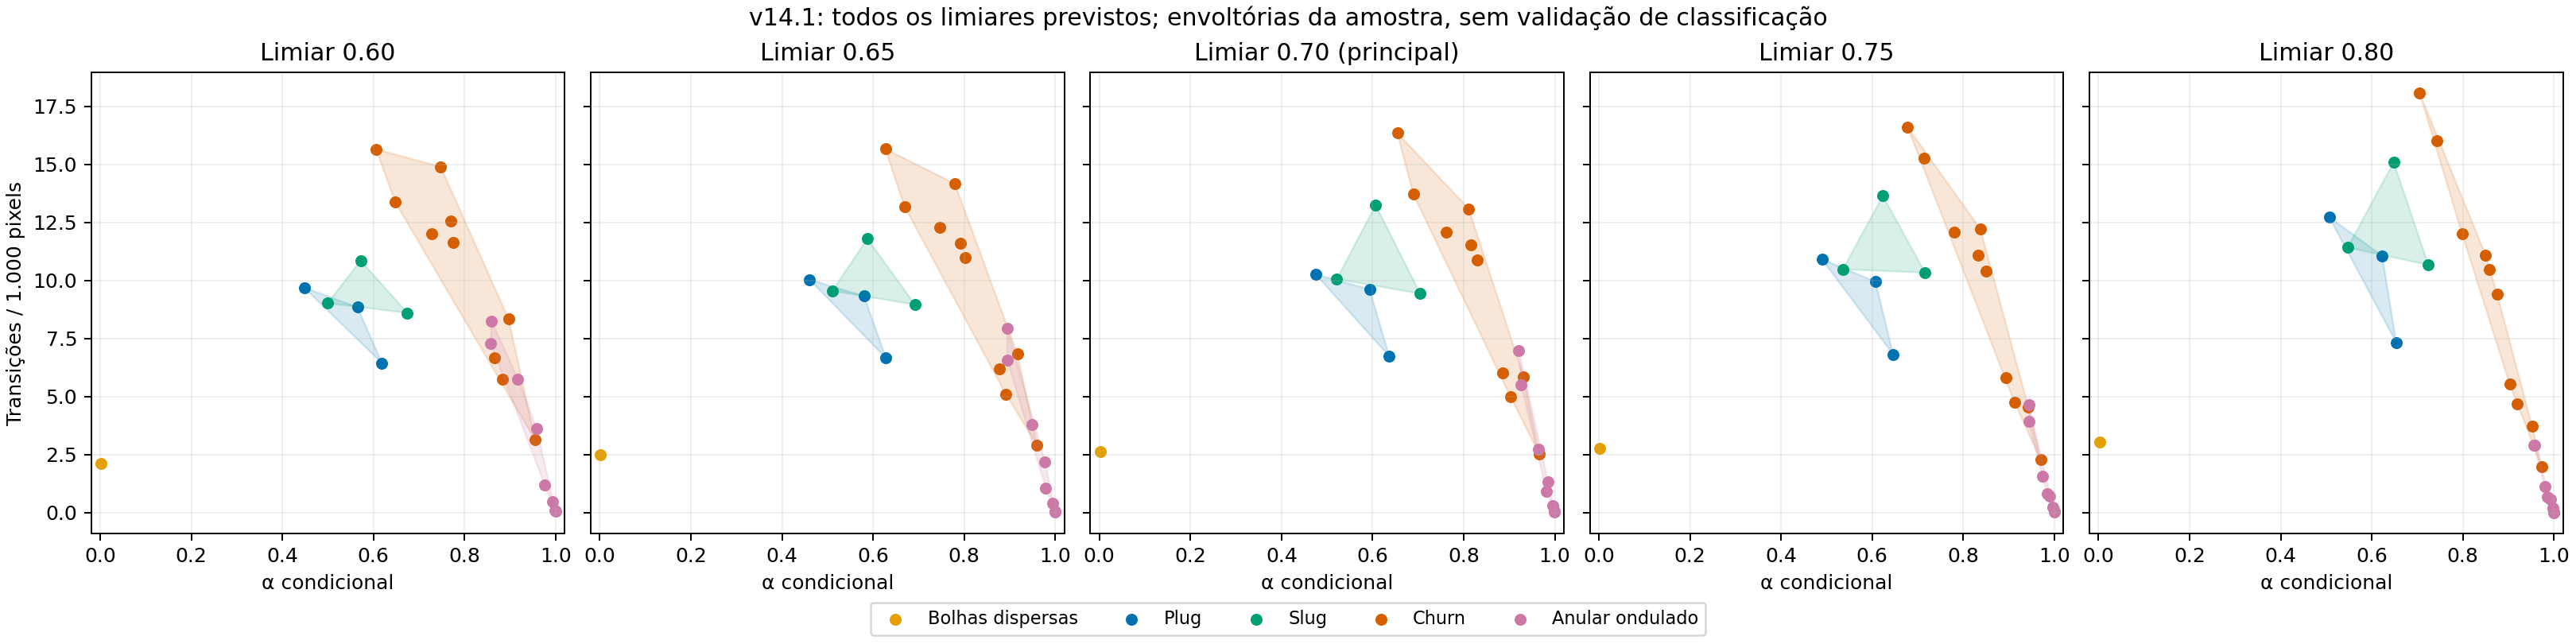 v14.1: todos os limiares previstos; envoltórias da amostra, sem validação de classificação
Limiar 0.60
Limiar 0.65
Limiar 0.70 (principal)
Limiar 0.75
Limiar 0.80
Transições / 1.000 pixels
17.5
15.0
12.5
10.0
7.5
5.0
2.5
0.0
0.0 0.2 0.4 0.6 0.8 1.0
0.0 0.2 0.4 0.6 0.8 1.0
0.0 0.2 0.4 0.6 0.8 1.0
0.0 0.2 0.4 0.6 0.8 1.0
0.0 0.2 0.4 0.6 0.8 1.0
α condicional
α condicional
α condicional
α condicional
α condicional
Bolhas dispersas Plug Slug Churn Anular ondulado